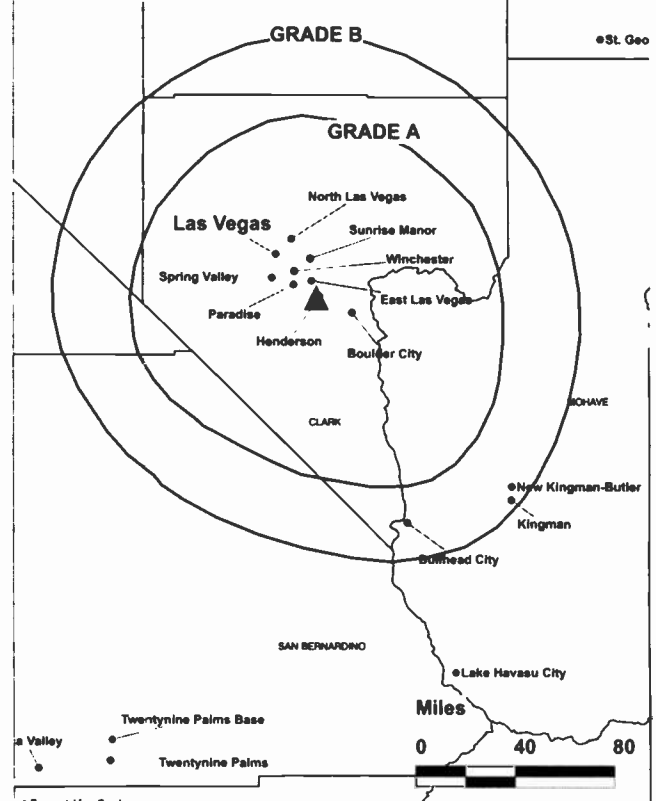 GRADE B
St. Geo
GRADE A
North Las Vegas
Las Vegas
Sunrise Manor
Winchester
Spring Valley
East Las Vegas
Paradise
Henderson
Boulder City
MOHAVE
CLARK
New Kingman-Butler
Kingman
Bullhead City
SAN BERNARDINO
Lake Havasu City
Miles
Twentynine Palms Base
a Valley
0 40 80
Twentynine Palms